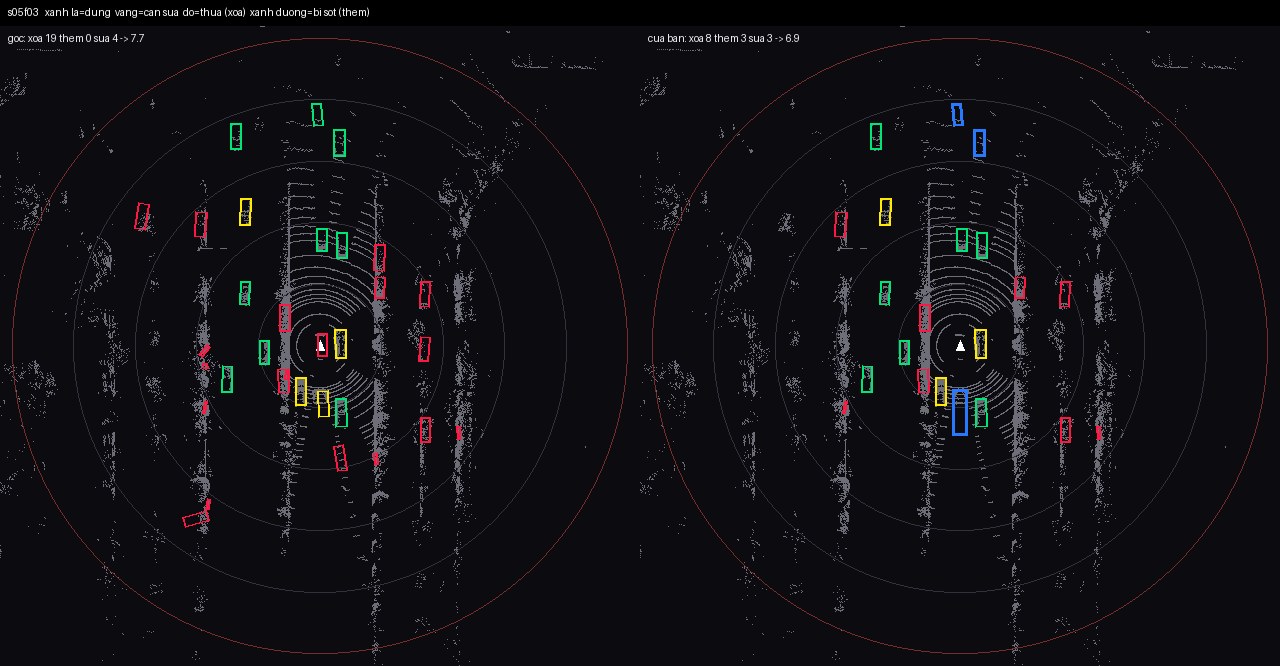 s05f03 xanh la=dung vang=can sua do=thua (xoa) xanh duong=bi sot (them)
goc: xoa 19 them 0 sua 4 -> 7.7
cua ban: xoa 8 them 3 sua 3 -> 6.9